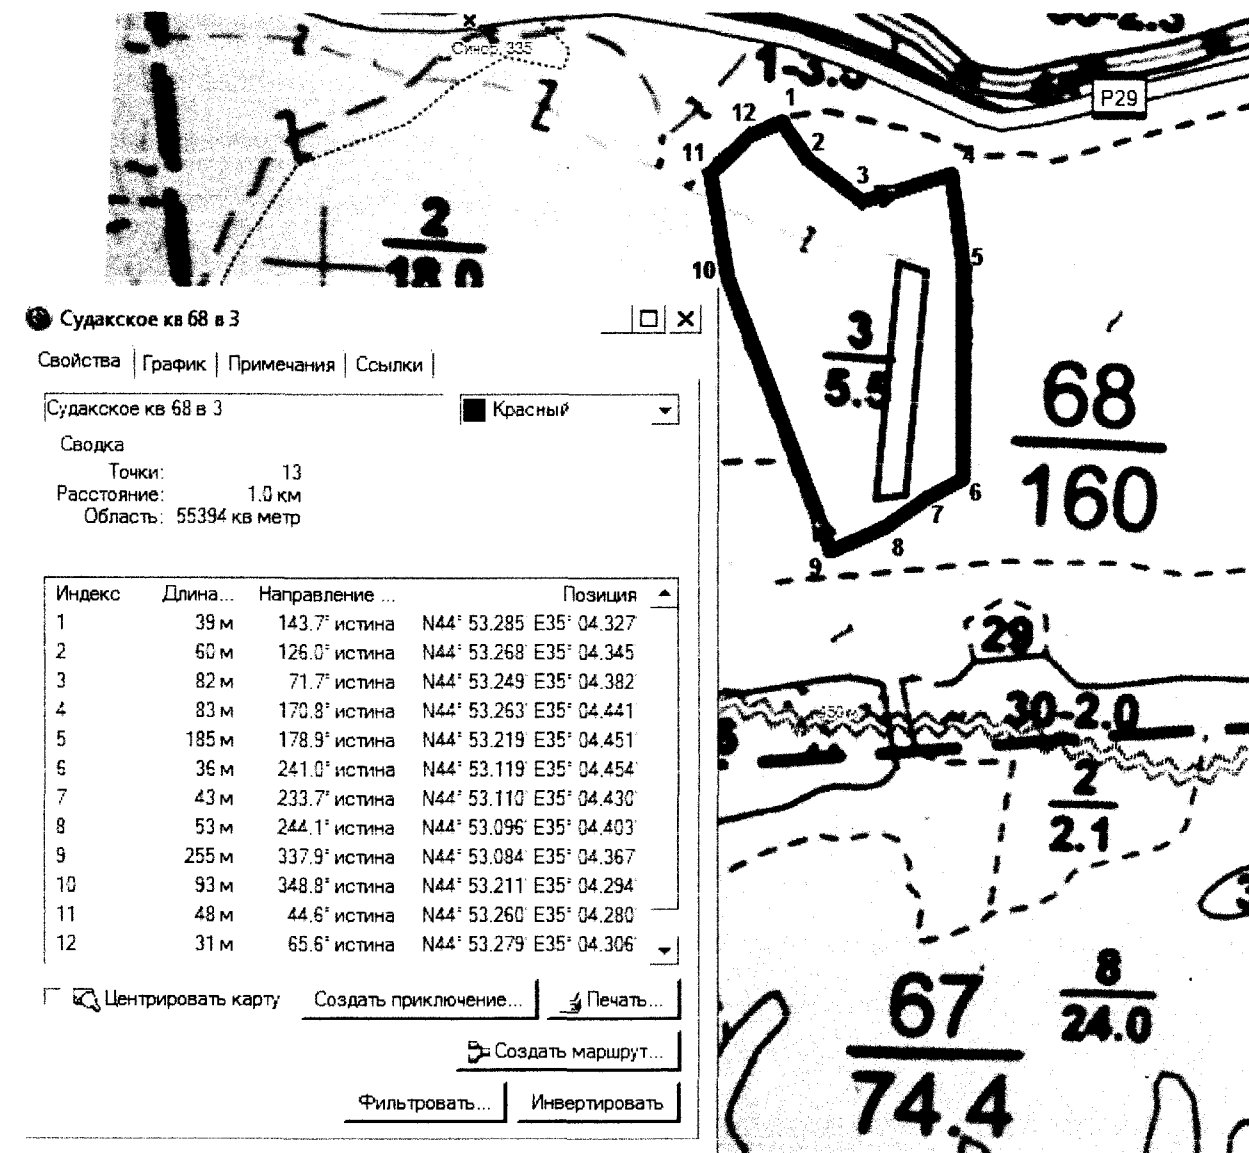 30-2.3
Синор, 335
1-3.5
P29
12
1
2
11
3
4
2
18.0
10
5
3
5.5
68
160
6
7
8
9
Судакское кв 68 в 3
Свойства График Примечания Ссылки
Судакское кв 68 в 3 Красный
Сводка
Точки: 13
Расстояние: 1.0 км
Область: 55394 кв метр
Индекс Длина... Направление ... Позиция
1 39 м 143.7° истина N44° 53.285' E35° 04.327'
2 60 м 126.0° истина N44° 53.268' E35° 04.345'
3 82 м 71.7° истина N44° 53.249' E35° 04.382'
4 83 м 170.8° истина N44° 53.263' E35° 04.441'
5 185 м 178.9° истина N44° 53.219' E35° 04.451'
6 36 м 241.0° истина N44° 53.119' E35° 04.454'
7 43 м 233.7° истина N44° 53.110' E35° 04.430'
8 53 м 244.1° истина N44° 53.096' E35° 04.403'
9 255 м 337.9° истина N44° 53.084' E35° 04.367'
10 93 м 348.8° истина N44° 53.211' E35° 04.294'
11 48 м 44.6° истина N44° 53.260' E35° 04.280'
12 31 м 65.6° истина N44° 53.279' E35° 04.306'
Центрировать карту Создать приключение... Печать...
Создать маршрут...
Фильтровать... Инвертировать
29
30-2.0
2
2.1
8
24.0
67
74.4